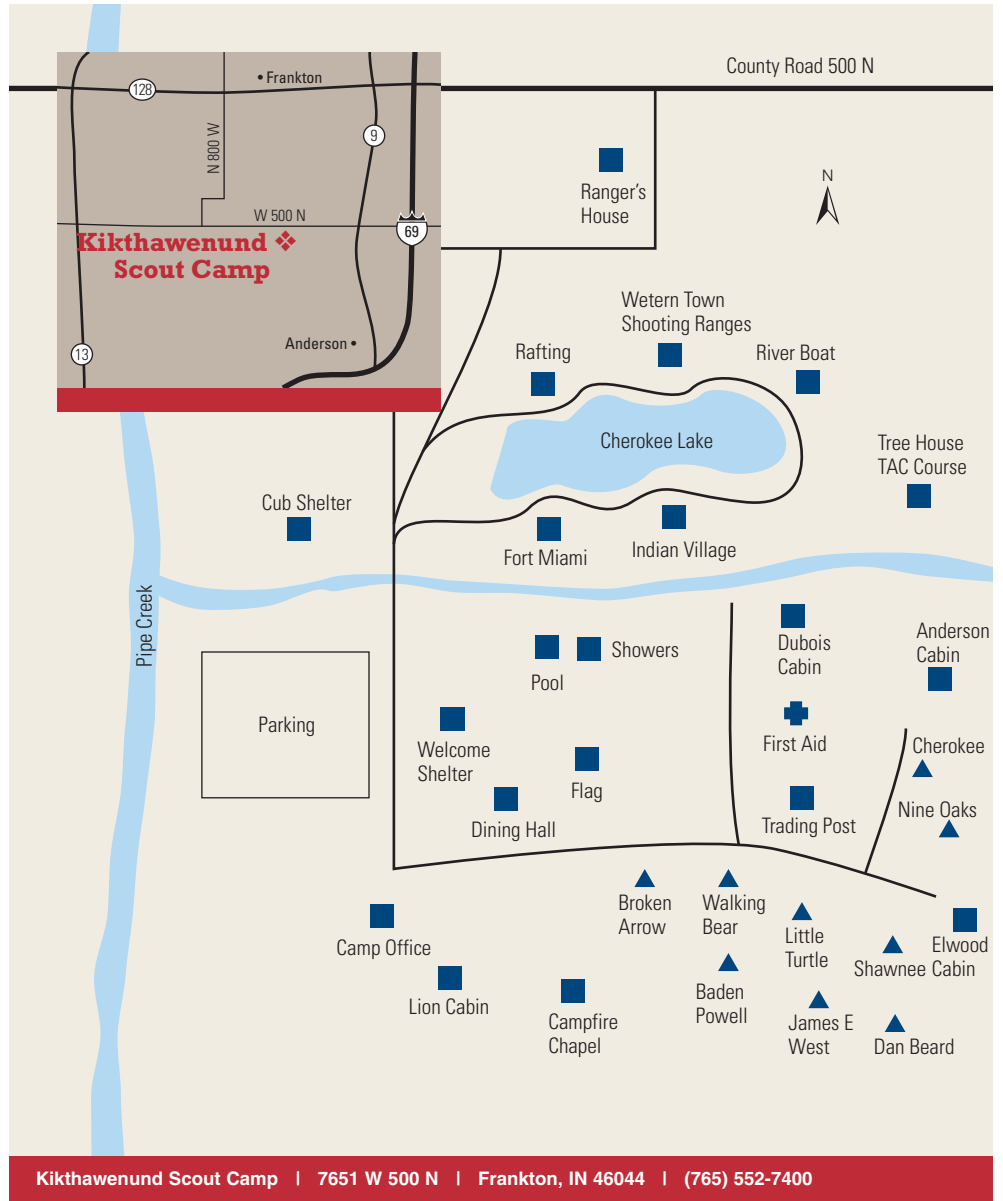 County Road 500 N
128
• Frankton
N 800 W
9
W 500 N
69
Kikthawenund
Scout Camp
Anderson •
13
Ranger's
House
N
Wetern Town
Shooting Ranges
Rafting
River Boat
Cherokee Lake
Tree House
TAC Course
Cub Shelter
Fort Miami
Indian Village
Pipe Creek
Parking
Pool
Showers
Dubois
Cabin
Anderson
Cabin
Welcome
Shelter
Flag
First Aid
Cherokee
Nine Oaks
Dining Hall
Trading Post
Broken
Arrow
Walking
Bear
Little
Turtle
Shawnee
Elwood
Cabin
Camp Office
Lion Cabin
Campfire
Chapel
Baden
Powell
James E
West
Dan Beard
Kikthawenund Scout Camp | 7651 W 500 N | Frankton, IN 46044 | (765) 552-7400